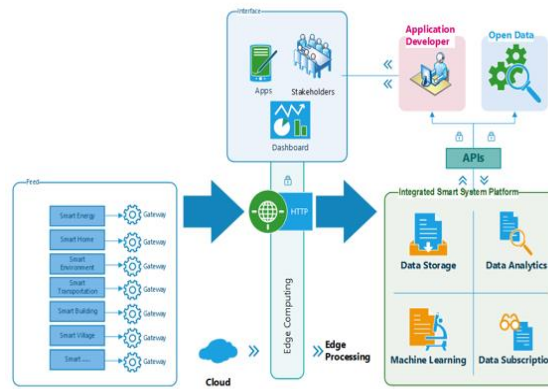 Interface
Apps
Stakeholders
Dashboard
Application
Developer
Open Data
APIs
Feed
Smart Energy
Gateway
Smart Home
Gateway
Smart
Environment
Gateway
Smart
Transportation
Gateway
Smart Building
Gateway
Smart Village
Gateway
Smart......
Gateway
HTTP
Edge Computing
Cloud
Edge
Processing
Integrated Smart System Platform
Data Storage
Data Analytics
Machine Learning
Data Subscription